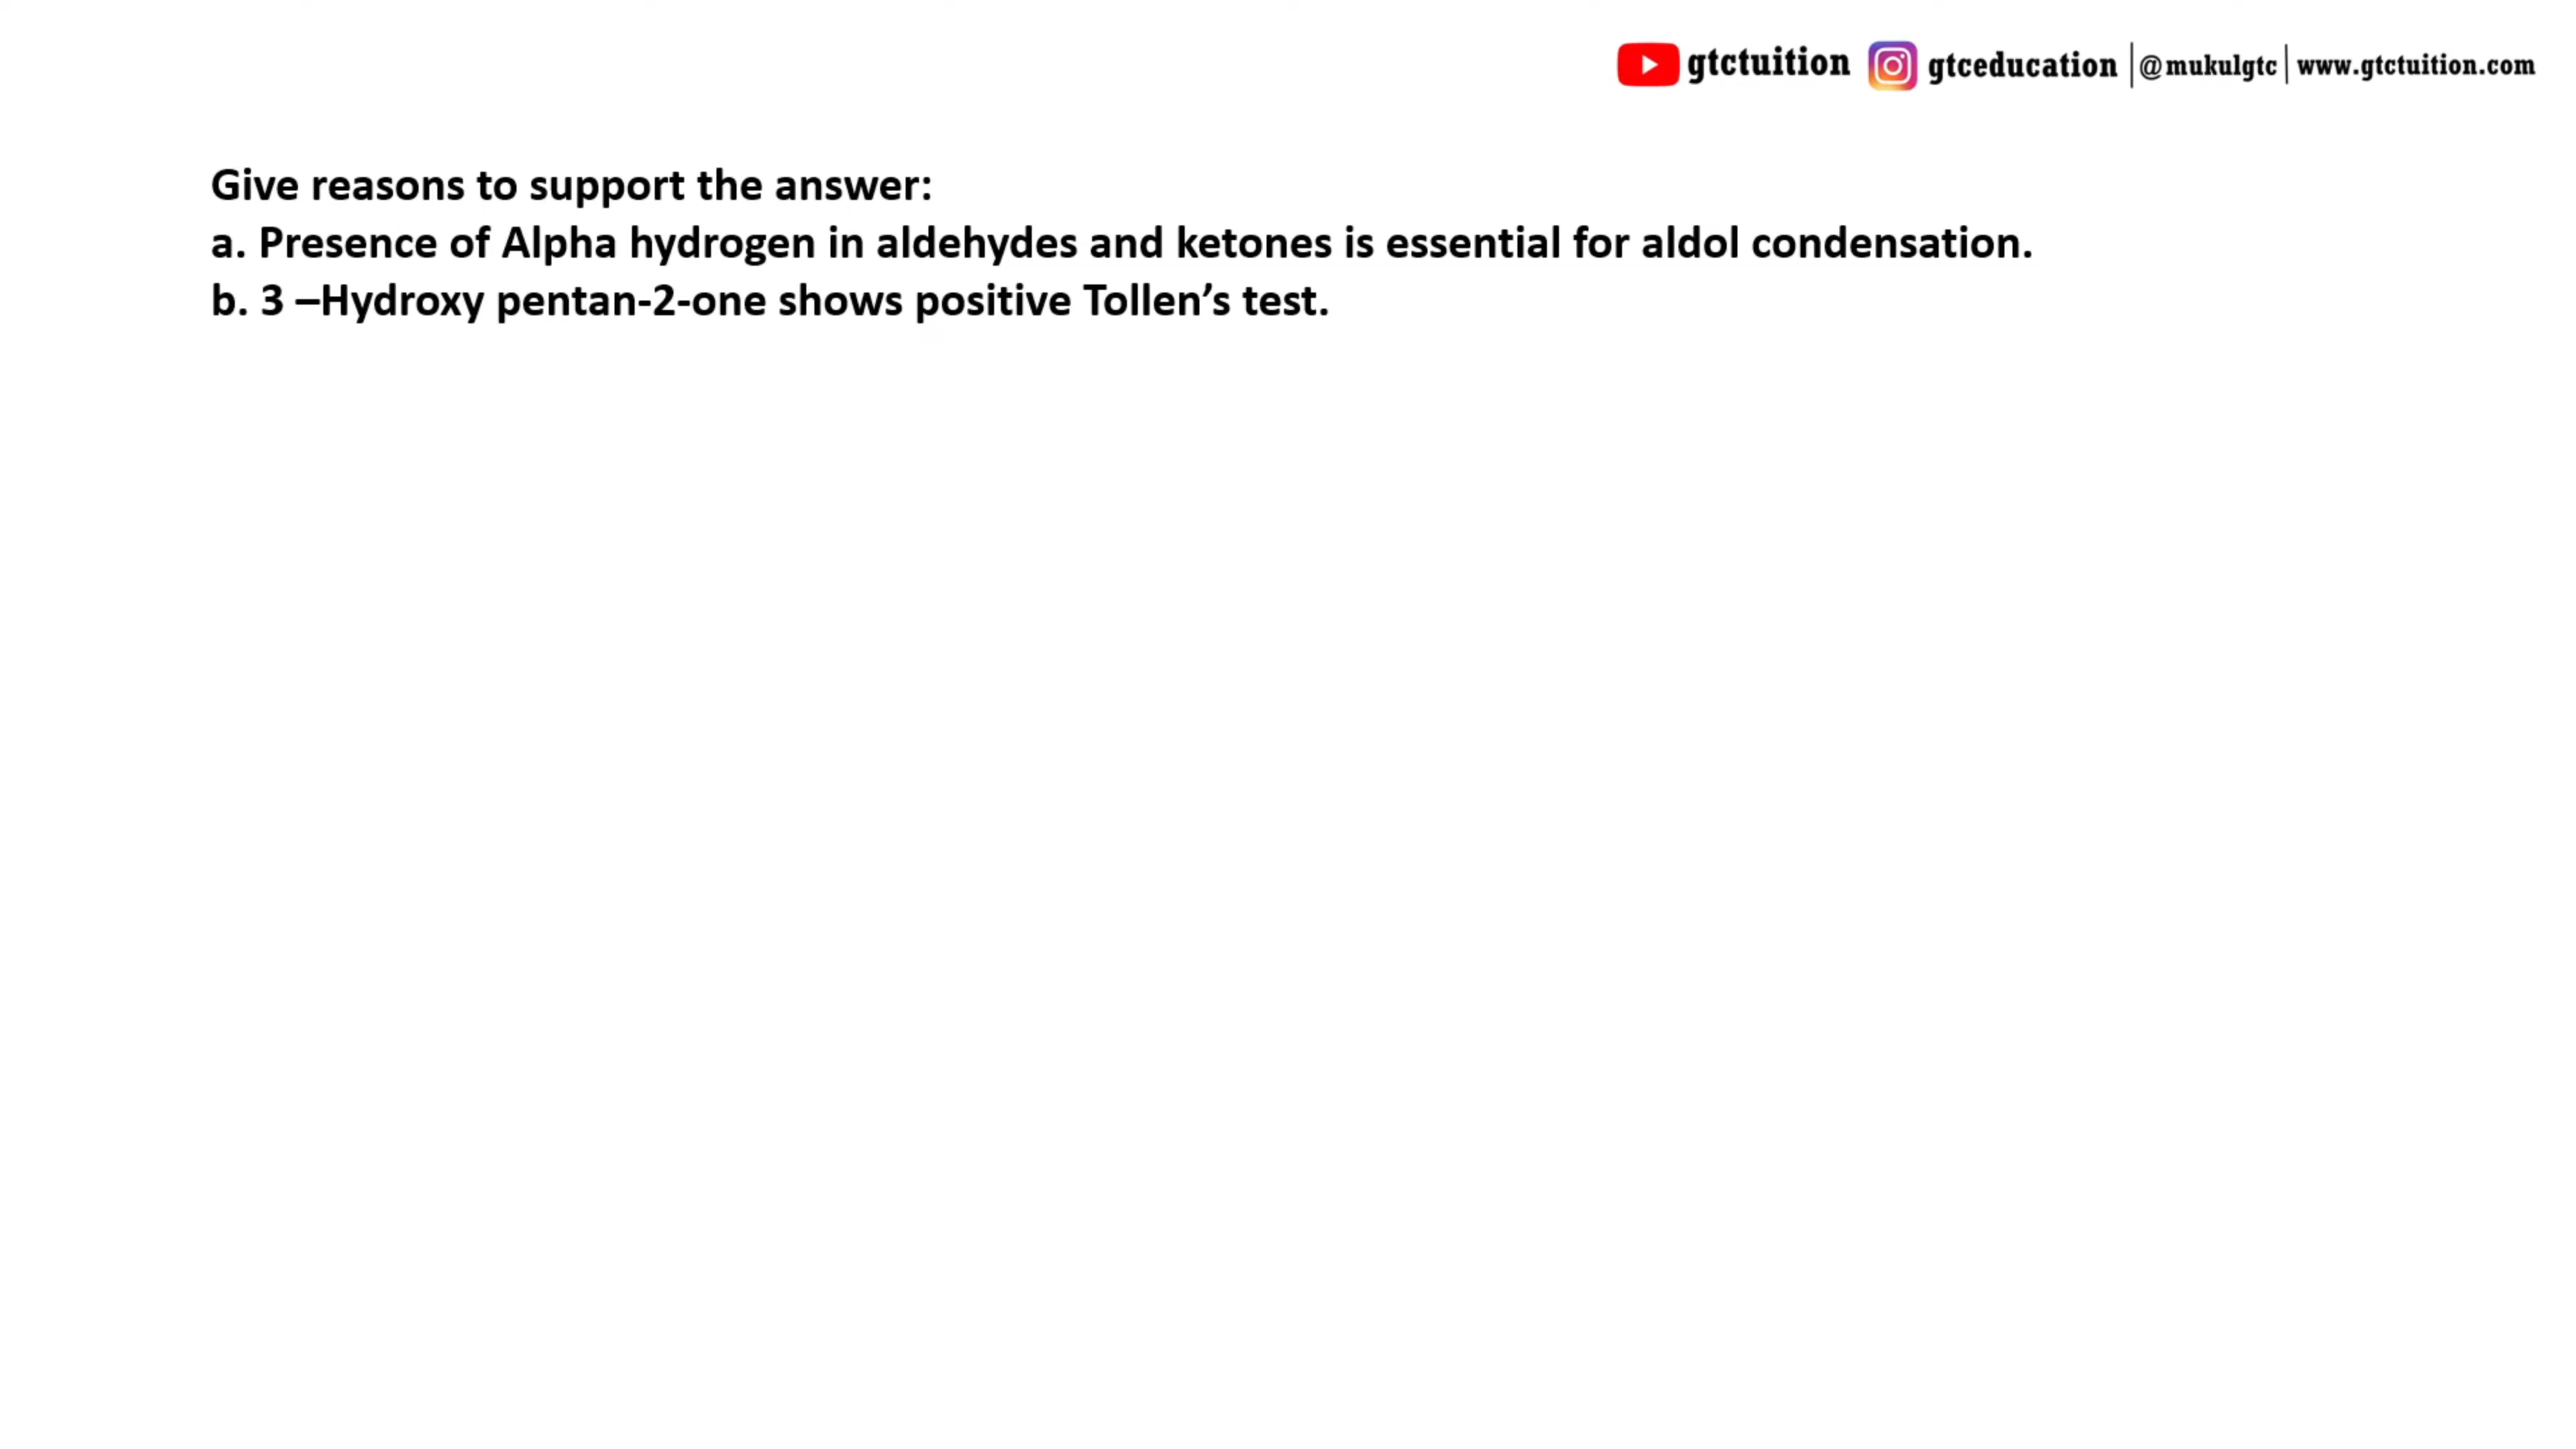 gtctuition gtceducation |@mukulgtc| www.gtctuition.com
Give reasons to support the answer:
a. Presence of Alpha hydrogen in aldehydes and ketones is essential for aldol condensation.
b. 3 –Hydroxy pentan-2-one shows positive Tollen’s test.